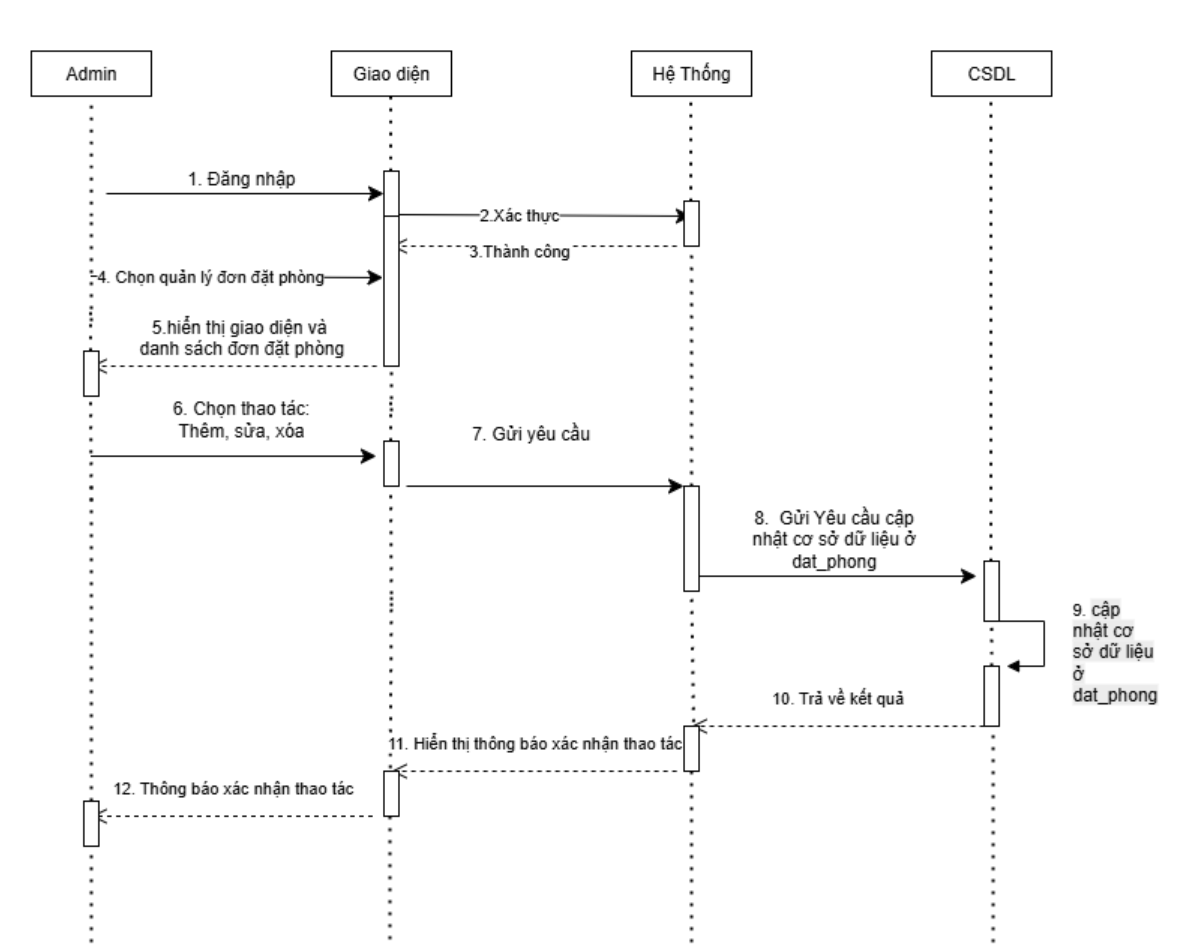 Admin
Giao diện
Hệ Thống
CSDL
1. Đăng nhập
2.Xác thực
3.Thành công
4. Chọn quản lý đơn đặt phòng
5.hiển thị giao diện và
danh sách đơn đặt phòng
6. Chọn thao tác:
Thêm, sửa, xóa
7. Gửi yêu cầu
8. Gửi Yêu cầu cập
nhật cơ sở dữ liệu ở
dat_phong
9. cập
nhật cơ
sở dữ liệu
ở
dat_phong
10. Trả về kết quả
11. Hiển thị thông báo xác nhận thao tác
12. Thông báo xác nhận thao tác